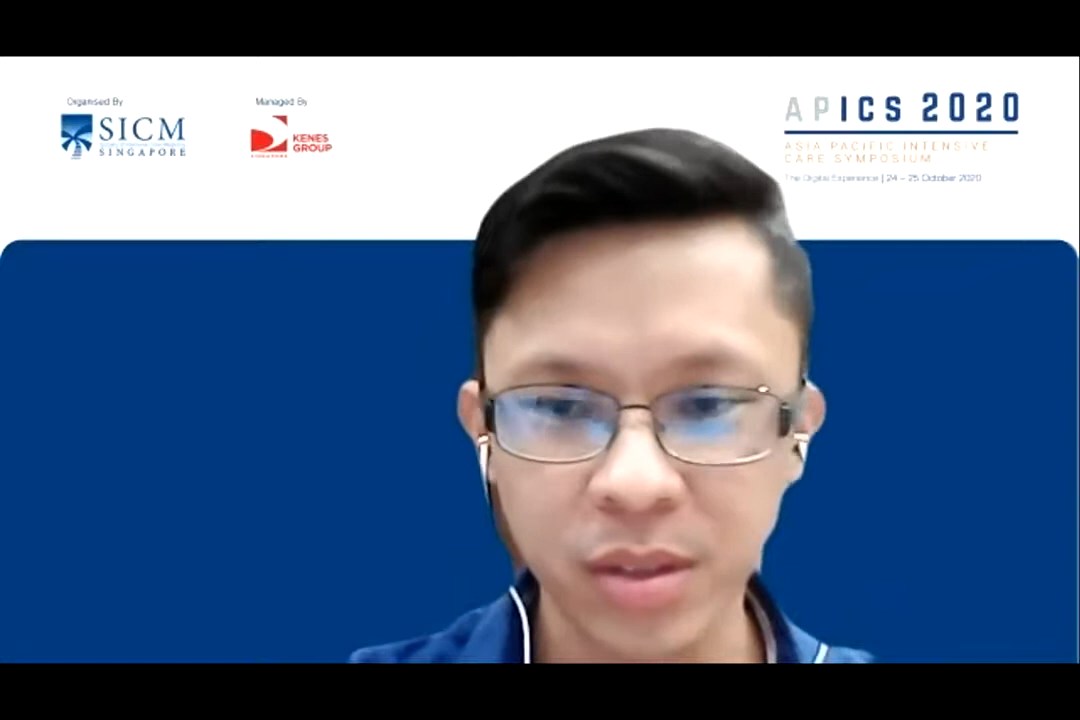 Organised By
SICM
SINGAPORE
Managed By
KENES
GROUP
APICS 2020
ASIA PACIFIC INTENSIVE
CARE SYMPOSIUM
The Digital Experience | 24 – 25 October 2020